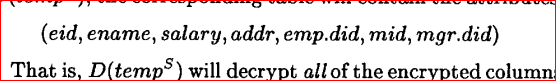 (eid, ename, salary, addr, emp.did, mid, mgr.did)
That is, D(temp^S) will decrypt all of the encrypted column